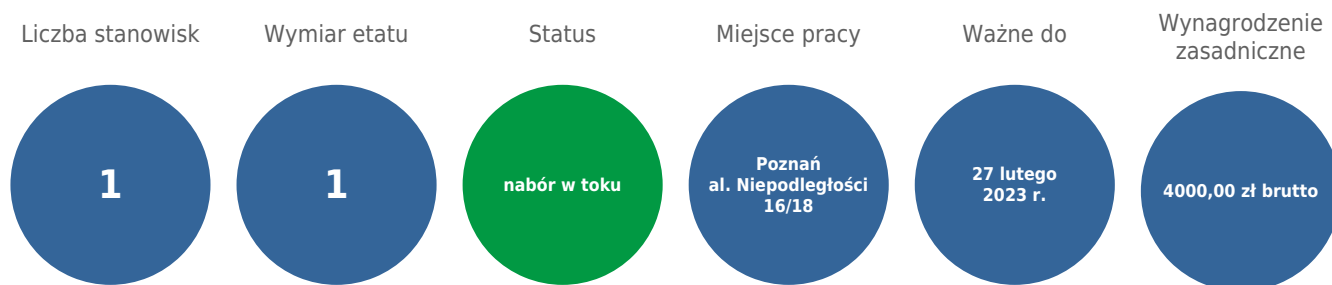 Liczba stanowisk
1
Wymiar etatu
1
Status
nabór w toku
Miejsce pracy
Poznań
al. Niepodległości
16/18
Ważne do
27 lutego
2023 r.
Wynagrodzenie
zasadnicze
4000,00 zł brutto